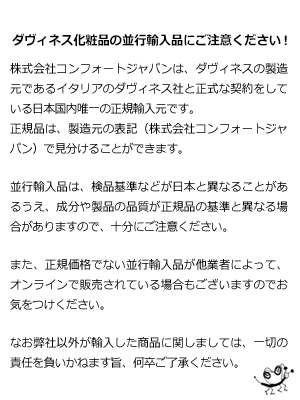 ダヴィネス化粧品の並行輸入品にご注意ください！
株式会社コンフォートジャパンは、ダヴィネスの製造
元であるイタリアのダヴィネス社と正式な契約をして
いる日本国内唯一の正規輸入元です。
正規品は、製造元の表記（株式会社コンフォートジャ
パン）で見分けることができます。
並行輸入品は、検品基準などが日本と異なることがあ
るうえ、成分や製品の品質が正規品の基準と異なる場
合がありますので、十分にご注意ください。
また、正規価格でない並行輸入品が他業者によって、
オンラインで販売されている場合もございますのでお
気をつけください。
なお弊社以外が輸入した商品に関しましては、一切の
責任を負いかねます旨、何卒ご了承ください。